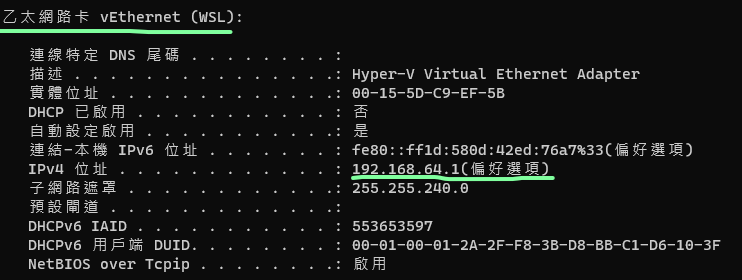 乙太網路卡 vEthernet (WSL):
連線特定 DNS 尾碼 . . . . . . . . :
描述 . . . . . . . . . . . . . . .: Hyper-V Virtual Ethernet Adapter
實體位址 . . . . . . . . . . . . .: 00-15-5D-C9-EF-5B
DHCP 已啟用 . . . . . . . . . . . : 否
自動設定啟用 . . . . . . . . . . .: 是
連結-本機 IPv6 位址 . . . . . . . : fe80::ff1d:580d:42ed:76a7%33(偏好選項)
IPv4 位址 . . . . . . . . . . . . : 192.168.64.1(偏好選項)
子網路遮罩 . . . . . . . . . . . .: 255.255.240.0
預設閘道 . . . . . . . . . . . . .:
DHCPv6 IAID . . . . . . . . . . . : 553653597
DHCPv6 用戶端 DUID. . . . . . . . : 00-01-00-01-2A-2F-F8-3B-D8-BB-C1-D6-10-3F
NetBIOS over Tcpip . . . . . . . .: 啟用